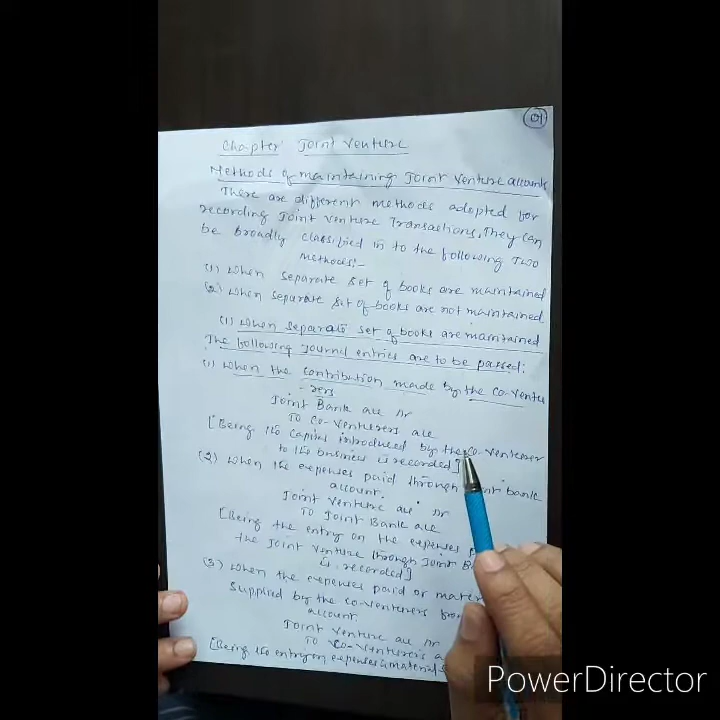 01
Chapter Joint Venture
Methods of maintaining Joint Venture accounts
There are different methods adopted for
recording Joint Venture Transactions, They can
be broadly classified in to the following Two
methods:-
(1) When separate set of books are maintained
(2) When separate set of books are not maintained.
(1) When separate set of books are maintained
The following Journal entries are to be passed:
(1) When the contribution made by the co-ventu
-rers
Joint Bank a/c Dr
To Co-venturers a/c
[Being the capital introduced by the co-venturer
to the business is recorded]
(2) When the expenses paid through bank
account.
Joint Venture a/c Dr
To Joint Bank a/c
[Being the entry on the expenses
the Joint Venture through Joint
is recorded]
(3) When the expenses paid or
supplied by the co-venturers
account
Joint Venture a/c Dr
To Co-venturer's
[Being the entry on expenses & material
PowerDirector